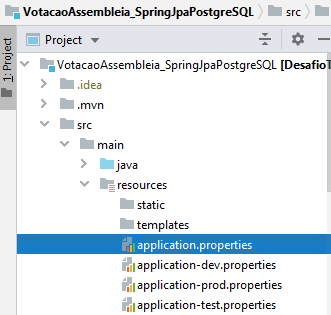 VotacaoAssembleia_SpringJpaPostgreSQL src
1: Project
Project
VotacaoAssembleia_SpringJpaPostgreSQL [DesafioT
.idea
.mvn
src
main
java
resources
static
templates
application.properties
application-dev.properties
application-prod.properties
application-test.properties